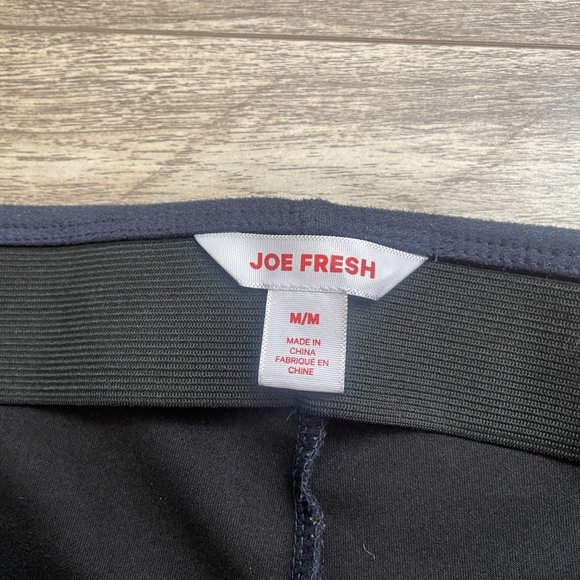 JOE FRESH
M/M
MADE IN
CHINA
FABRIQUÉ EN
CHINE